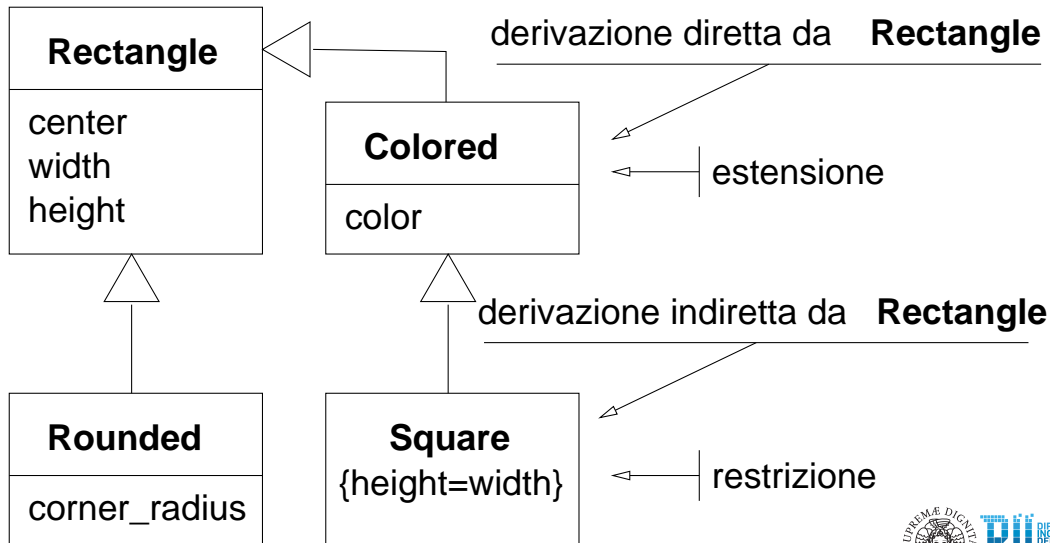 Rectangle
center
width
height
derivazione diretta da Rectangle
Colored
color
estensione
derivazione indiretta da Rectangle
Rounded
corner_radius
Square
{height=width}
restrizione